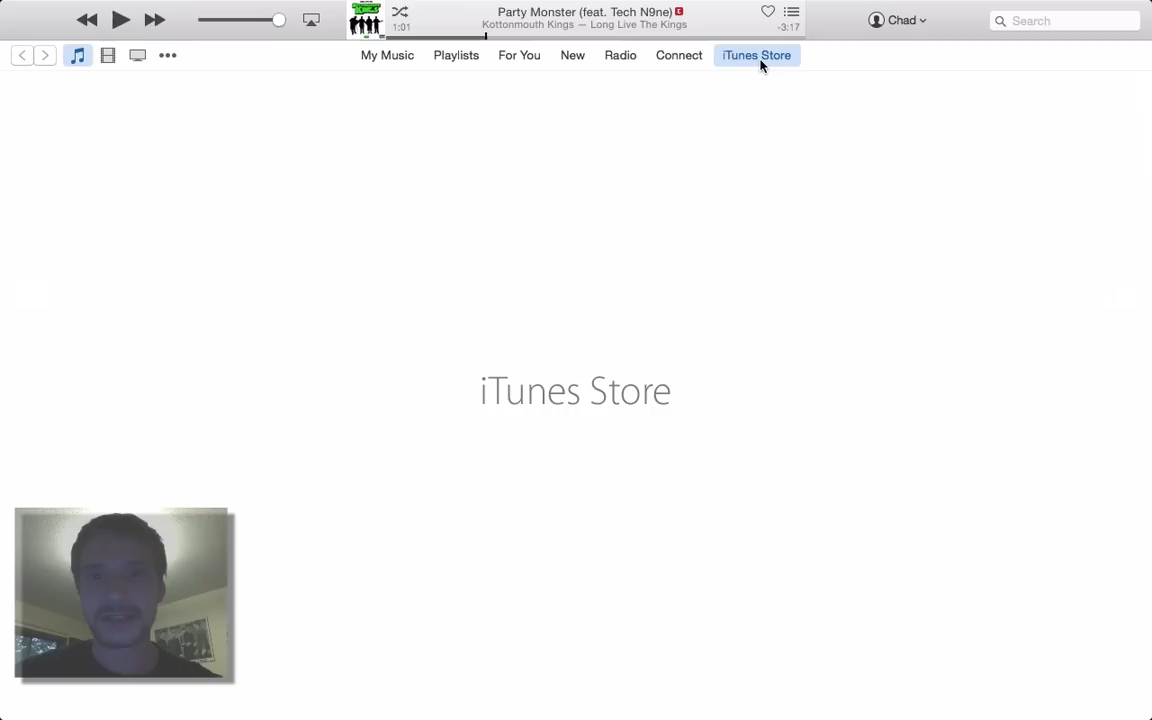 Party Monster (feat. Tech N9ne) E
Kottonmouth Kings — Long Live The Kings
1:01
-3:17
Chad
Search
My Music
Playlists
For You
New
Radio
Connect
iTunes Store
iTunes Store